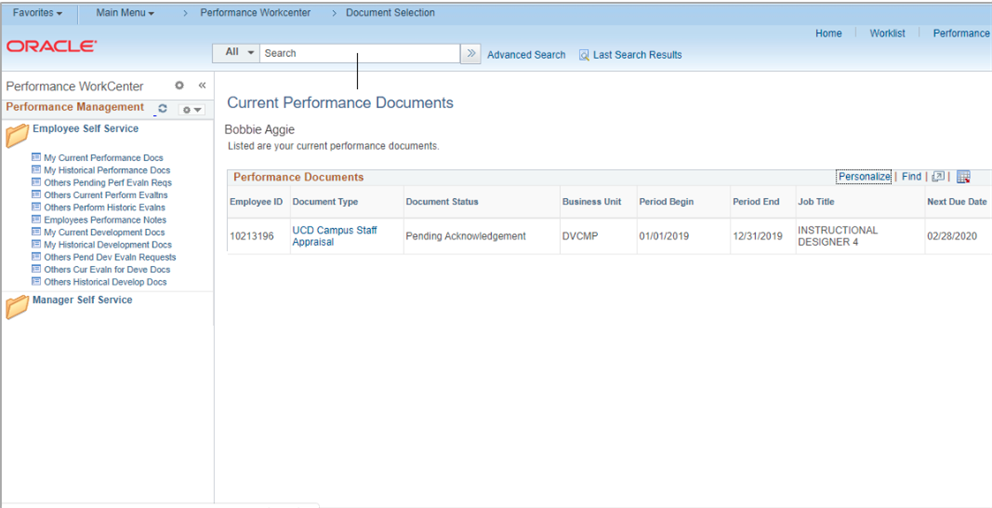 Favorites Main Menu > Performance Workcenter > Document Selection
Home Worklist Performance
ORACLE
All Search Advanced Search Last Search Results
Performance WorkCenter
Performance Management
Employee Self Service
My Current Performance Docs
My Historical Performance Docs
Others Pending Perf Evaln Reqs
Others Current Perform Evaltns
Others Perform Historic Evalns
Employees Performance Notes
My Current Development Docs
My Historical Development Docs
Others Pend Dev Evaln Requests
Others Cur Evaln for Deve Docs
Others Historical Develop Docs
Manager Self Service
Current Performance Documents
Bobbie Aggie
Listed are your current performance documents.
Performance Documents Personalize | Find |
Employee ID Document Type Document Status Business Unit Period Begin Period End Job Title Next Due Date
10213196 UCD Campus Staff Appraisal Pending Acknowledgement DVCMP 01/01/2019 12/31/2019 INSTRUCTIONAL DESIGNER 4 02/28/2020